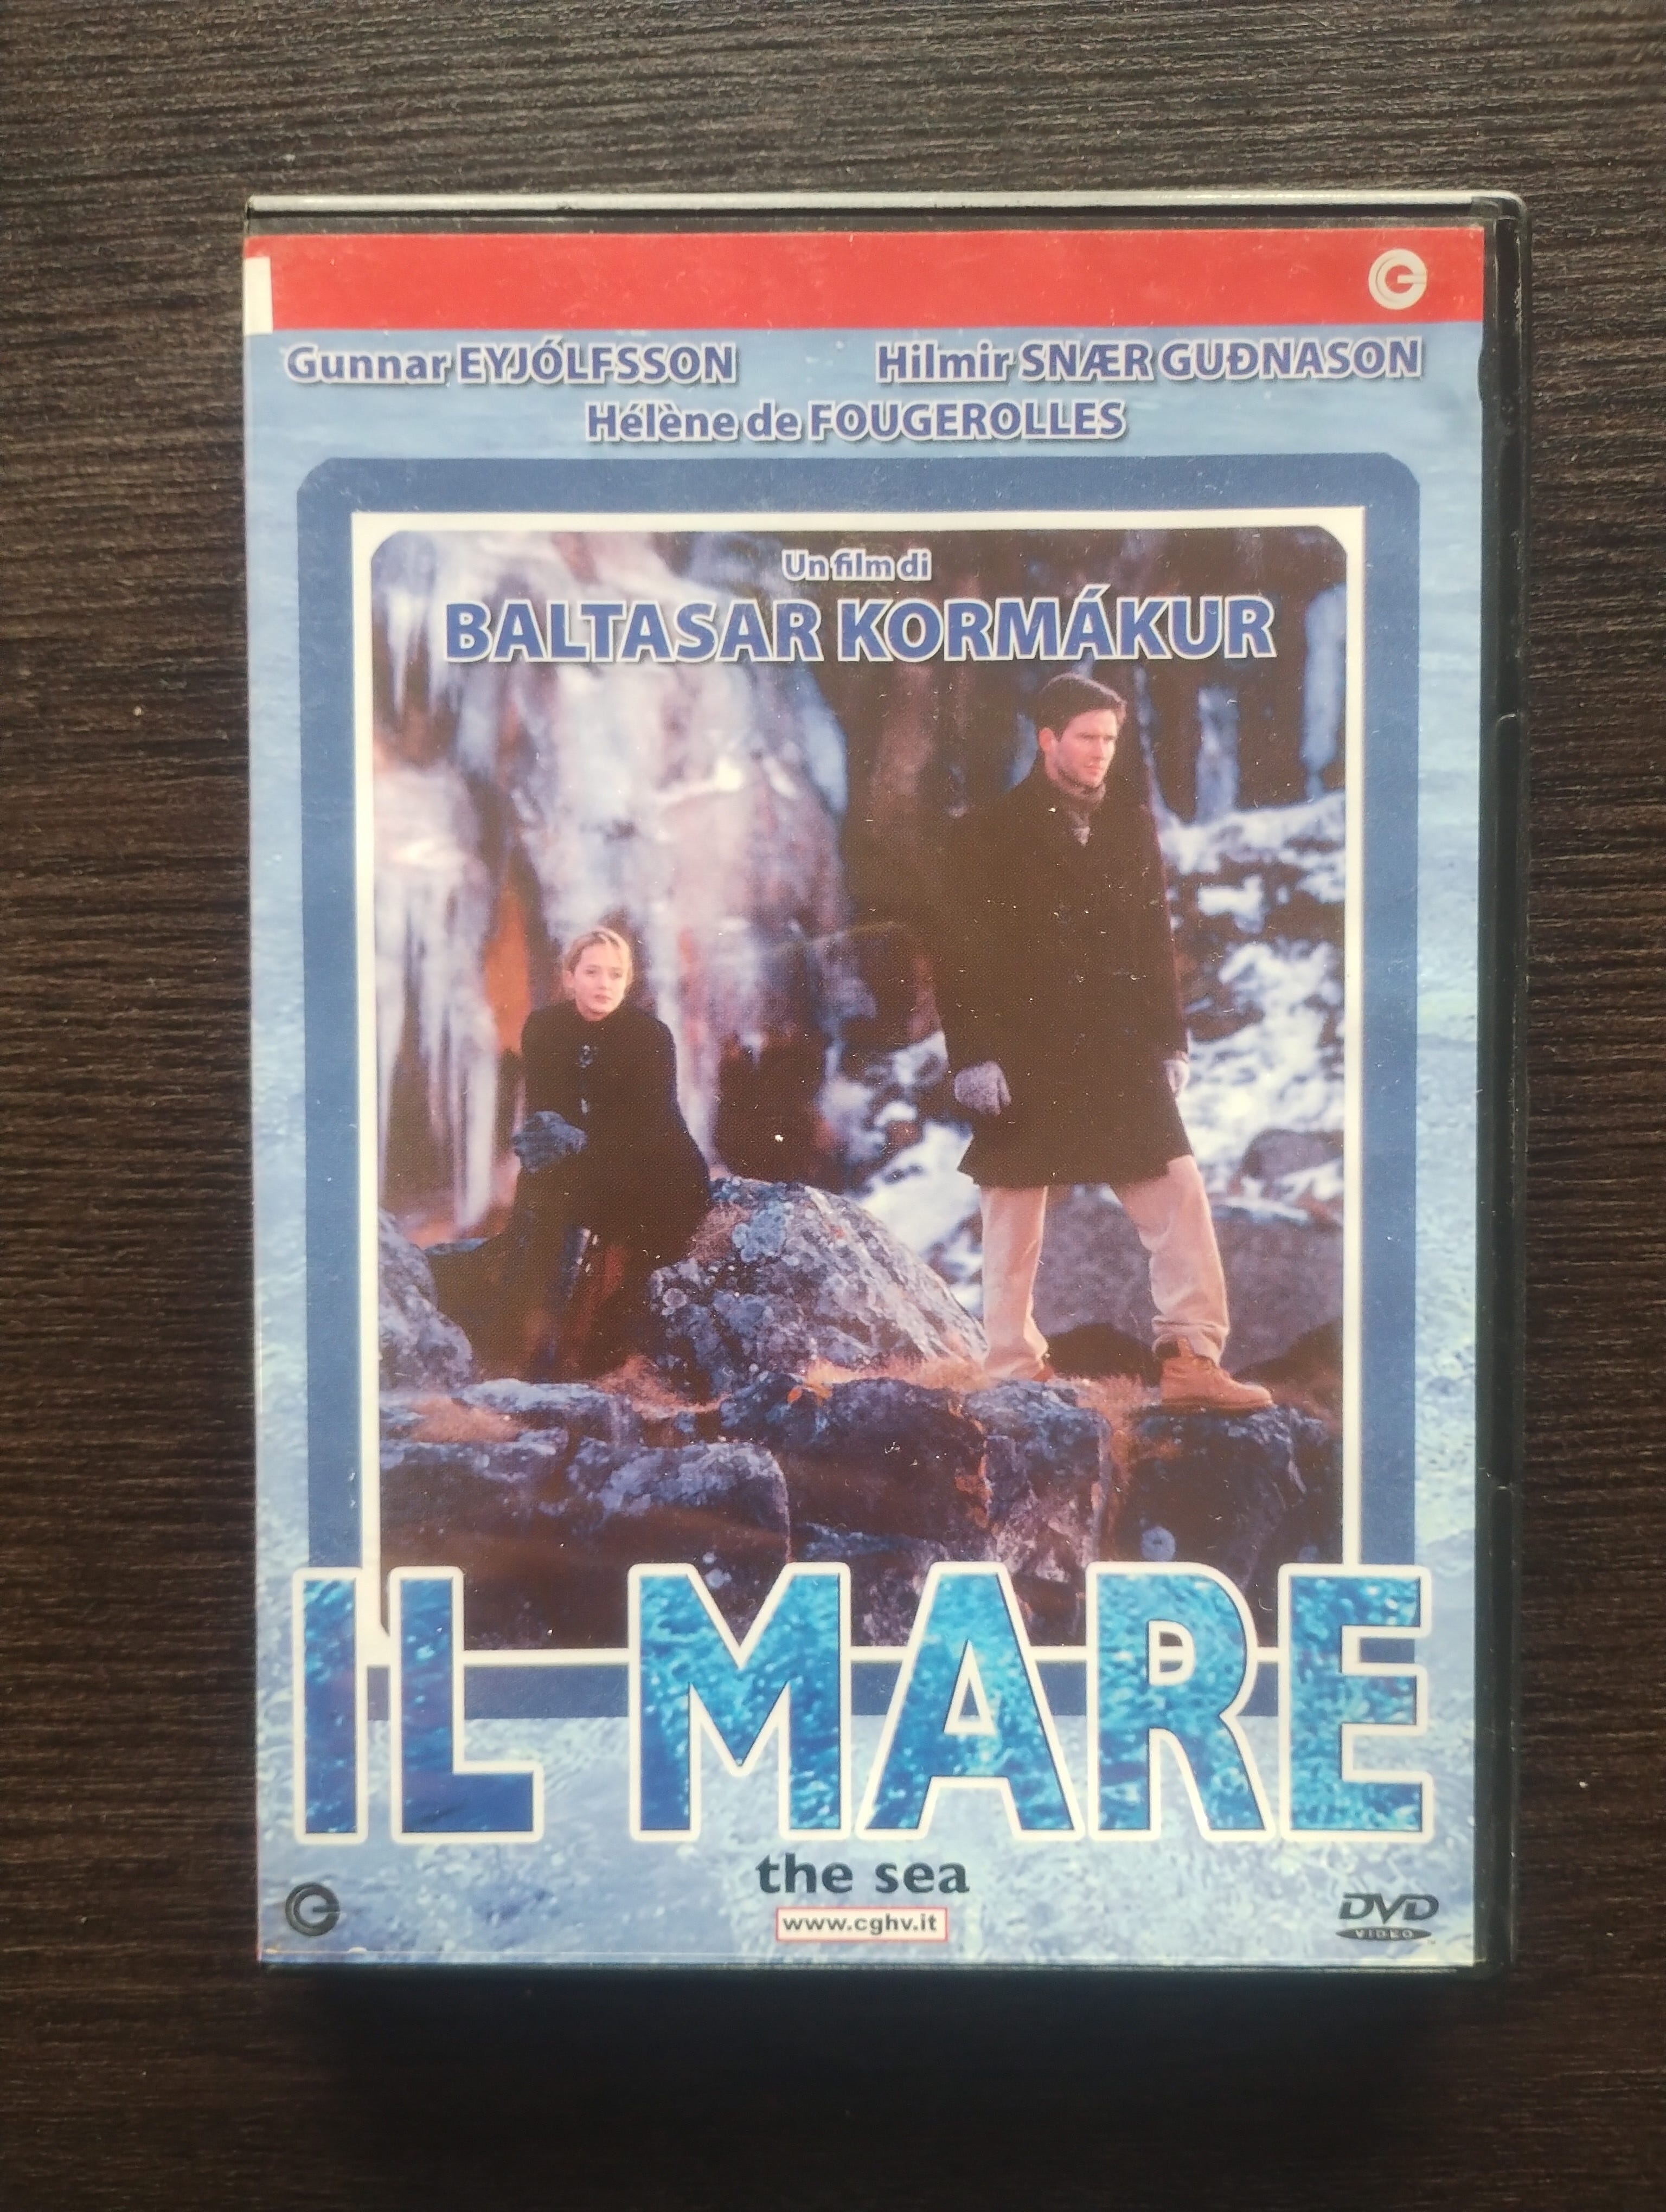 Gunnar EYJÓLFSSON Hilmir SNÆR GUÐNASON
Hélène de FOUGEROLLES
Un film di
BALTASAR KORMÁKUR
IL MARE
the sea
www.cghv.it
DVD
VIDEO